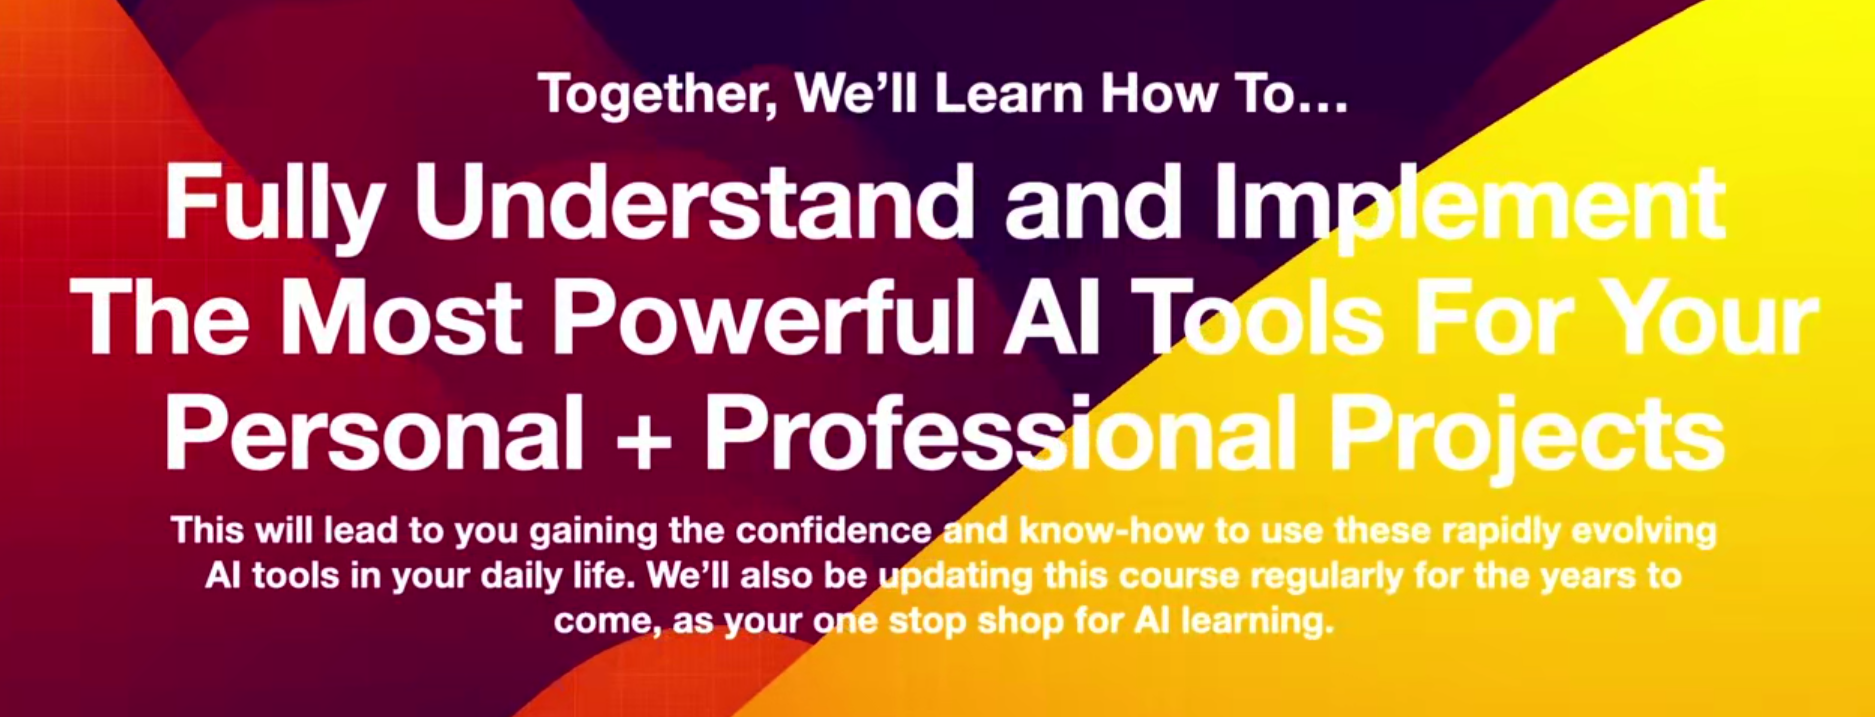 Together, We’ll Learn How To...
Fully Understand and Implement
The Most Powerful AI Tools For Your
Personal + Professional Projects
This will lead to you gaining the confidence and know-how to use these rapidly evolving
AI tools in your daily life. We’ll also be updating this course regularly for the years to
come, as your one stop shop for AI learning.